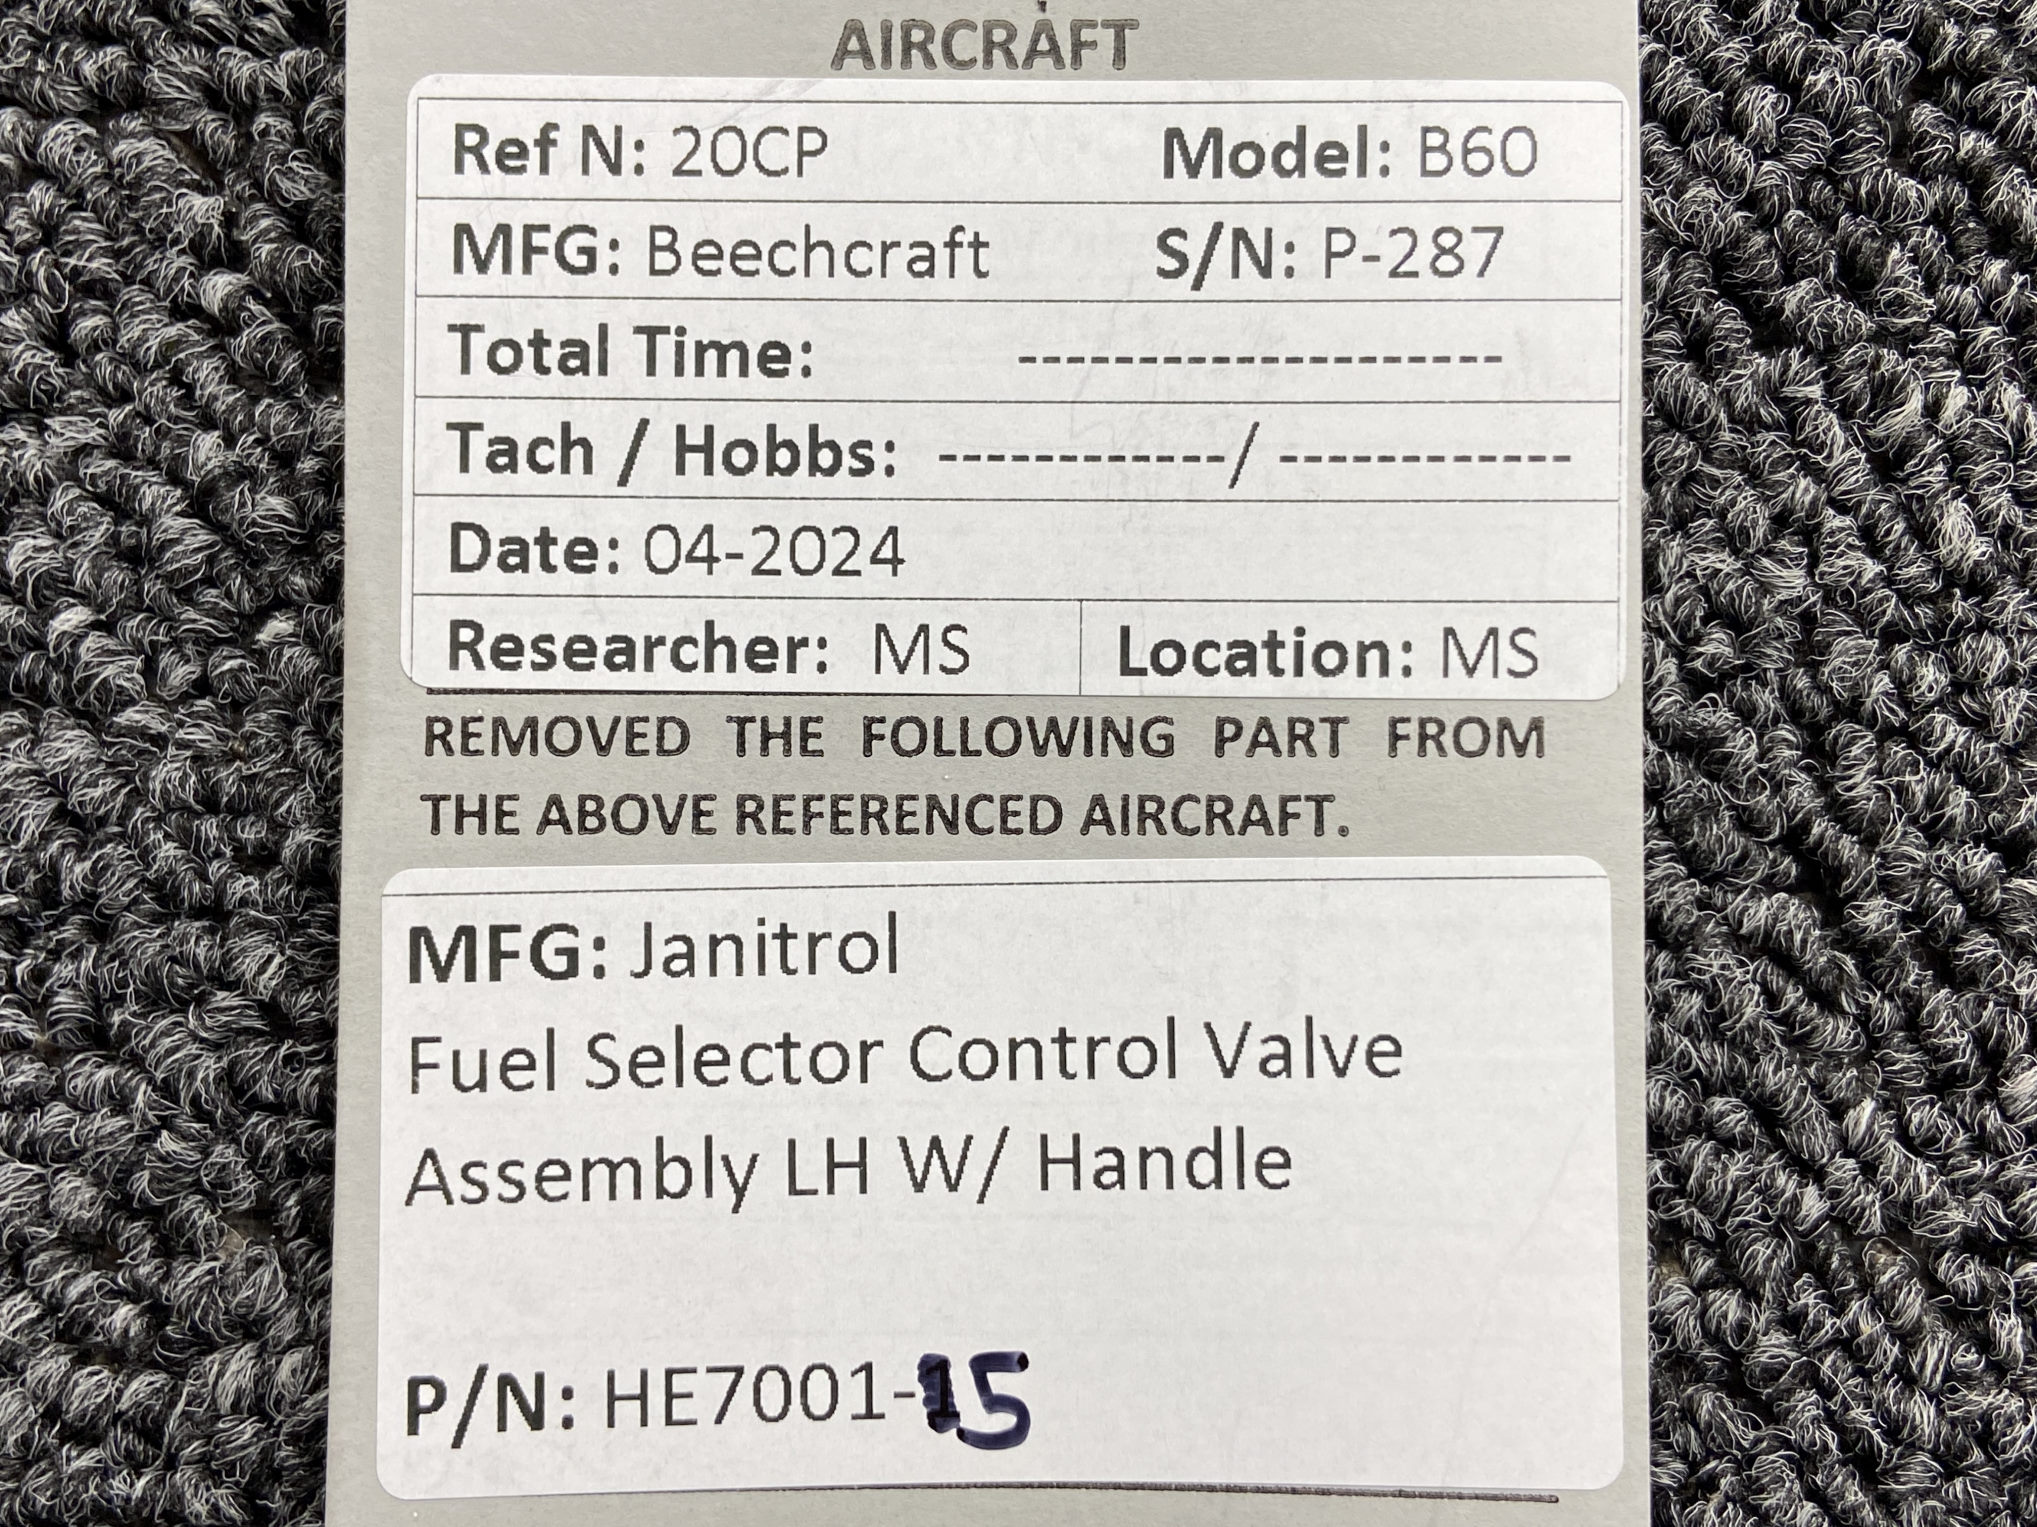 AIRCRAFT
Ref N: 20CP Model: B60
MFG: Beechcraft S/N: P-287
Total Time: --------------------
Tach / Hobbs: ------------/ ------------
Date: 04-2024
Researcher: MS Location: MS
REMOVED THE FOLLOWING PART FROM
THE ABOVE REFERENCED AIRCRAFT.
MFG: Janitrol
Fuel Selector Control Valve
Assembly LH W/ Handle
P/N: HE7001-15